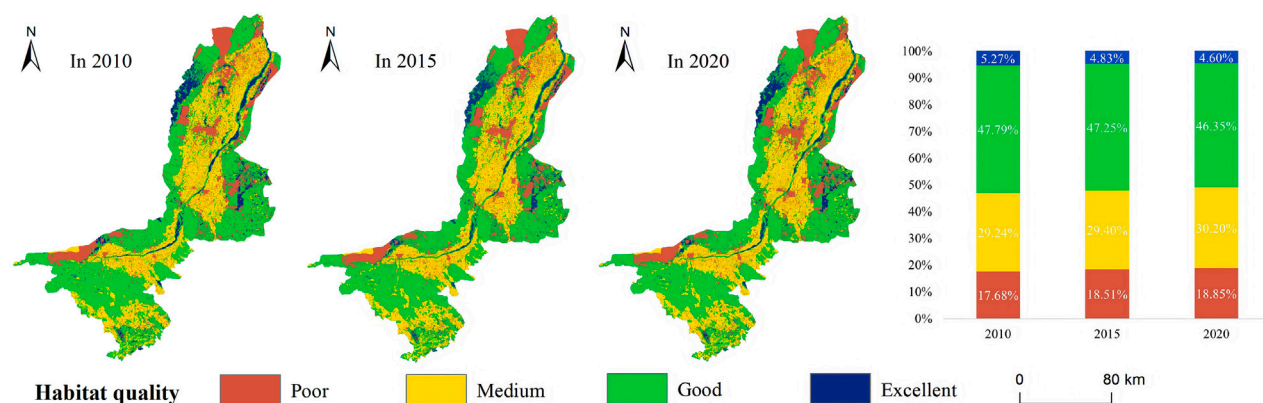 N
In 2010
N
In 2015
N
In 2020
100%
90%
80%
70%
60%
50%
40%
30%
20%
10%
0%
5.27%
4.83%
4.60%
47.79%
47.25%
46.35%
29.24%
29.40%
30.20%
17.68%
18.51%
18.85%
2010
2015
2020
Habitat quality
Poor
Medium
Good
Excellent
0
80 km